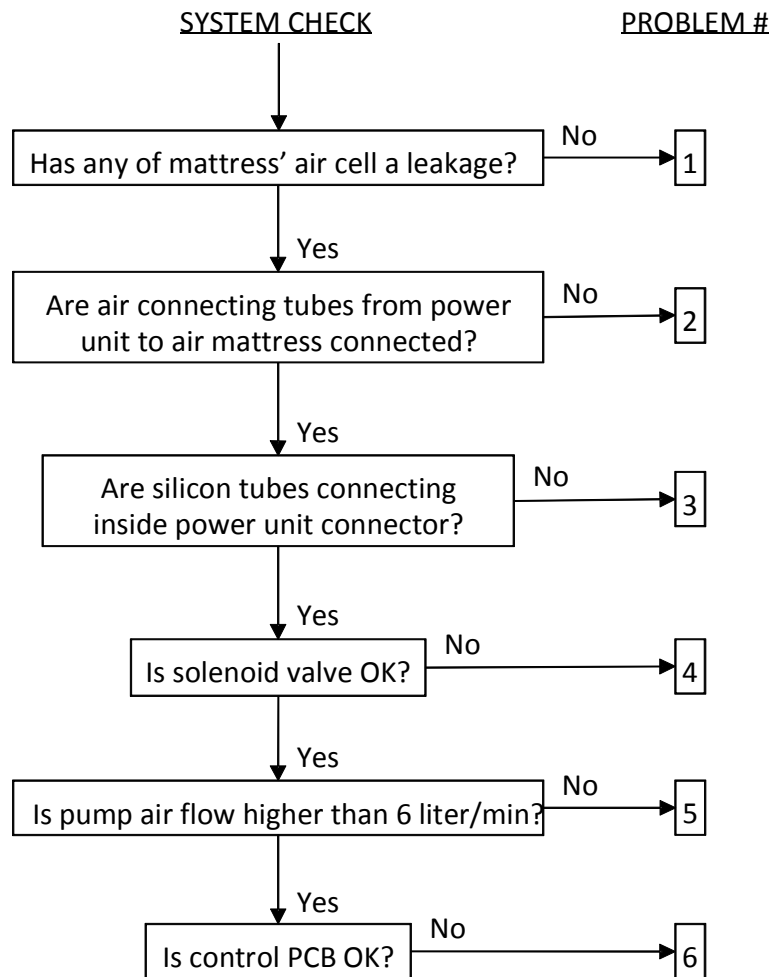 SYSTEM CHECK
PROBLEM #
Has any of mattress’ air cell a leakage?
No
1
Yes
Are air connecting tubes from power
unit to air mattress connected?
No
2
Yes
Are silicon tubes connecting
inside power unit connector?
No
3
Yes
Is solenoid valve OK?
No
4
Yes
Is pump air flow higher than 6 liter/min?
No
5
Yes
Is control PCB OK?
No
6